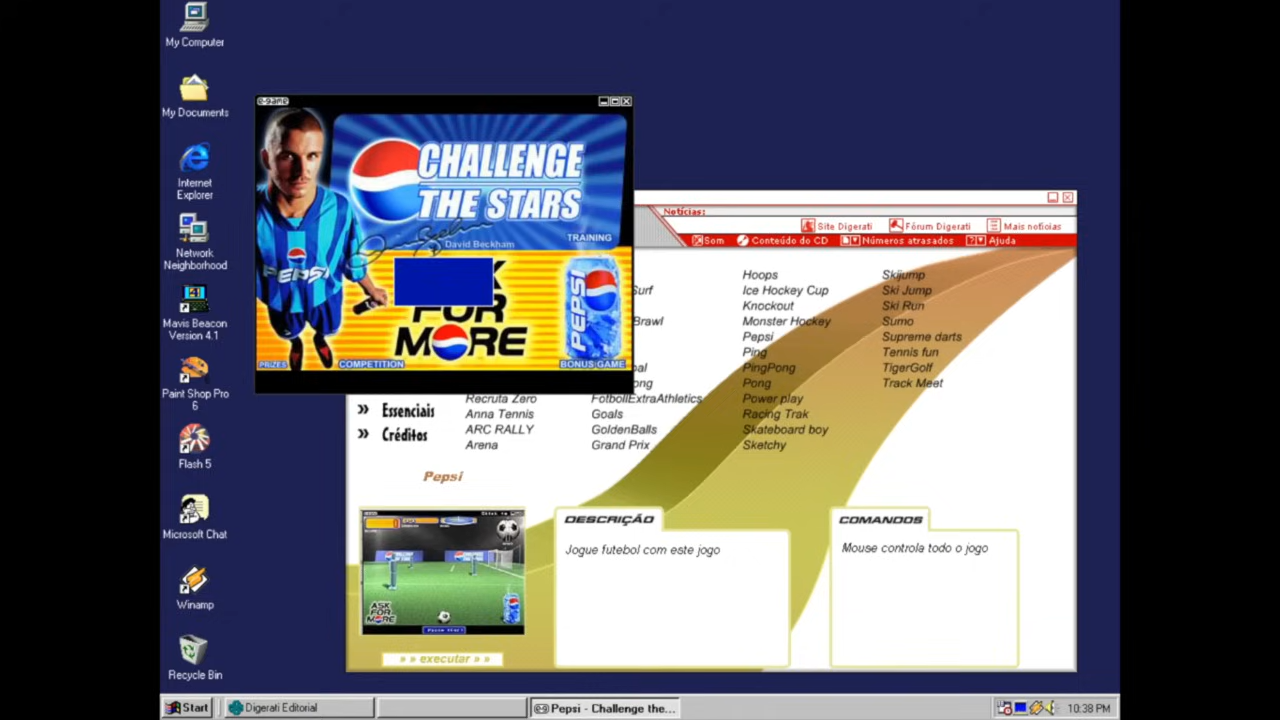 My Computer
My Documents
Internet
Explorer
Network
Neighborhood
Mavis Beacon
Version 4.1
Paint Shop Pro
6
Flash 5
Microsoft Chat
Winamp
Recycle Bin
e-game
CHALLENGE
THE STARS
David Beckham
TRAINING
PEPSI
FOR
MORE
PEPSI
PRIZES
COMPETITION
BONUS GAME
Notícias:
Site Digerati
Fórum Digerati
Mais notícias
Som
Conteúdo do CD
Números atrasados
Ajuda
Hoops
Ice Hockey Cup
Knockout
Monster Hockey
Pepsi
Ping
PingPong
Pong
Power play
Racing Trak
Skateboard boy
Sketchy
Skijump
Ski Jump
Ski Run
Sumo
Supreme darts
Tennis fun
TigerGolf
Track Meet
Recruta Zero
Anna Tennis
ARC RALLY
Arena
FotbollExtraAthletics
Goals
GoldenBalls
Grand Prix
» Essenciais
» Créditos
Pepsi
ASK
FOR
MORE
» » executar » »
DESCRIÇÃO
Jogue futebol com este jogo
COMANDOS
Mouse controla todo o jogo
Start
Digerati Editorial
Pepsi - Challenge the...
10:38 PM